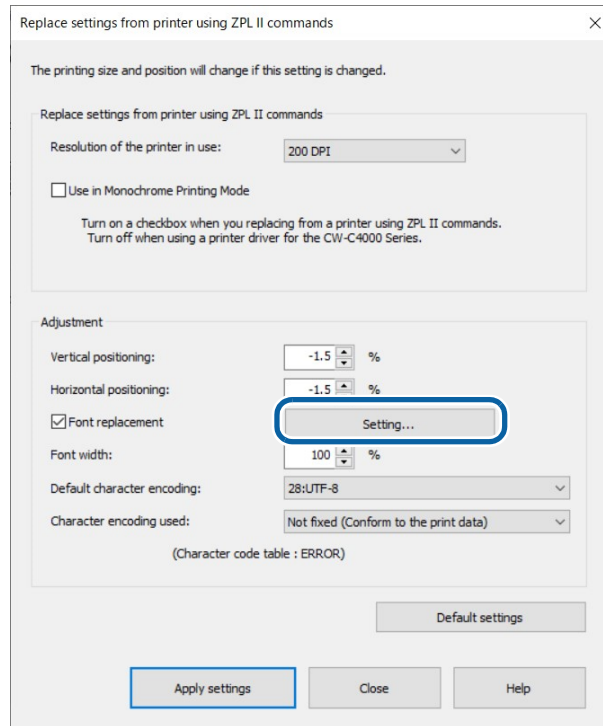 Replace settings from printer using ZPL II commands
The printing size and position will change if this setting is changed.
Replace settings from printer using ZPL II commands
Resolution of the printer in use: 200 DPI
Use in Monochrome Printing Mode
Turn on a checkbox when you replacing from a printer using ZPL II commands.
Turn off when using a printer driver for the CW-C4000 Series.
Adjustment
Vertical positioning: -1.5 %
Horizontal positioning: -1.5 %
Font replacement Setting...
Font width: 100 %
Default character encoding: 28:UTF-8
Character encoding used: Not fixed (Conform to the print data)
(Character code table : ERROR)
Default settings
Apply settings Close Help